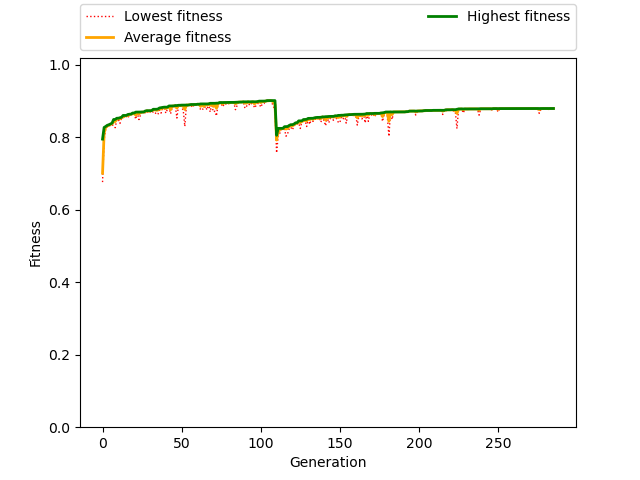 Lowest fitness
Average fitness
Highest fitness
1.0
0.8
0.6
0.4
0.2
0.0
Fitness
0 50 100 150 200 250
Generation